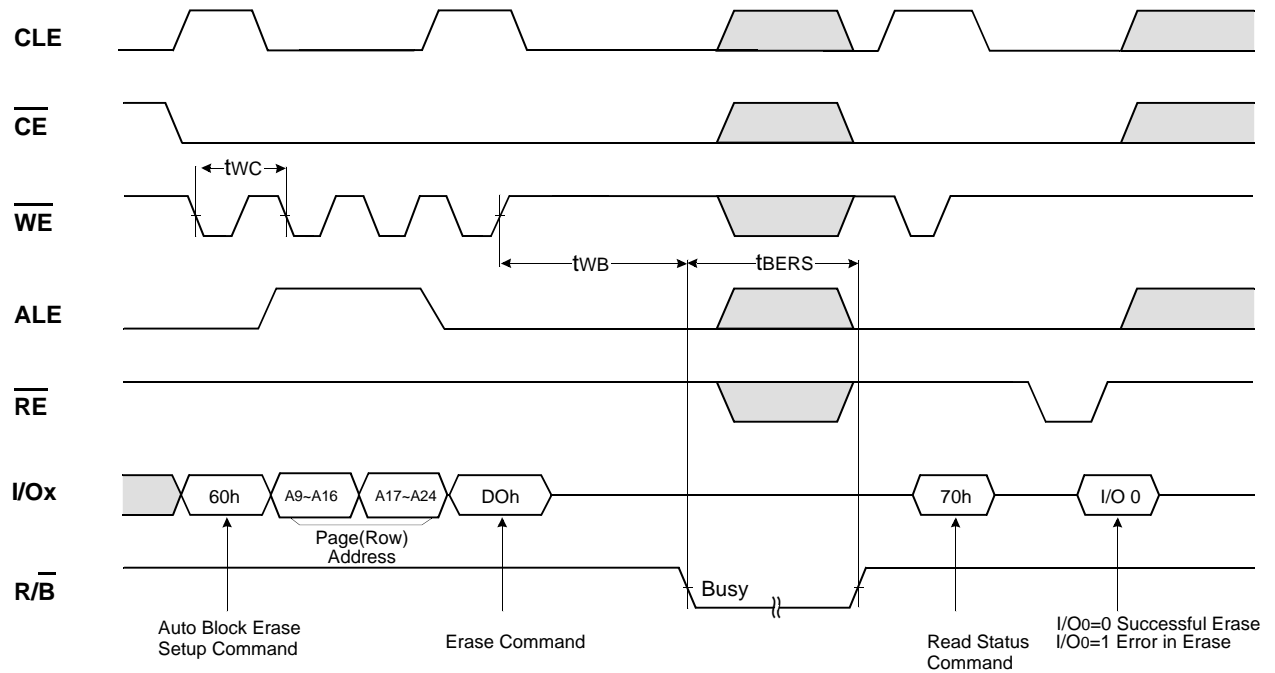 CLE
CE
tWC
WE
tWB
tBERS
ALE
RE
I/Ox
60h
A9~A16
A17~A24
DOh
70h
I/O 0
Page(Row)
Address
R/B
Busy
Auto Block Erase
Setup Command
Erase Command
Read Status
Command
I/O0=0 Successful Erase
I/O0=1 Error in Erase